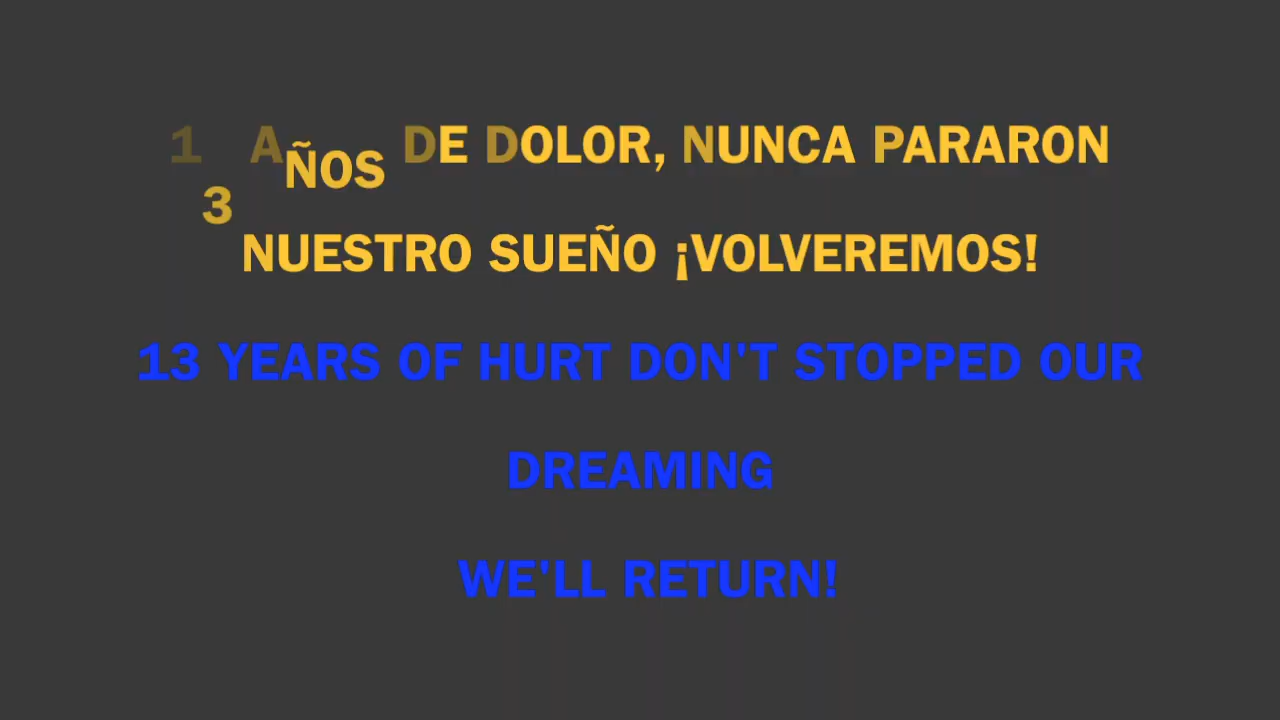 13 AÑOS DE DOLOR, NUNCA PARARON
NUESTRO SUEÑO ¡VOLVEREMOS!
13 YEARS OF HURT DON'T STOPPED OUR
DREAMING
WE'LL RETURN!